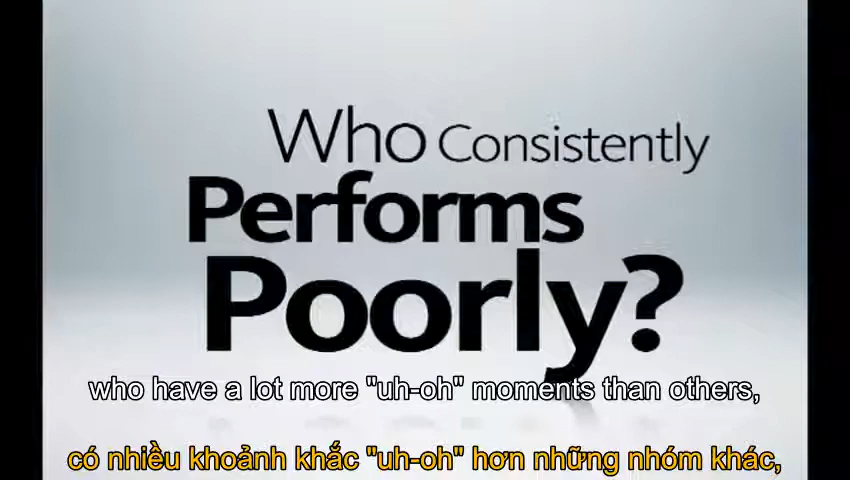 Who Consistently
Performs
Poorly?
who have a lot more "uh-oh" moments than others,
có nhiều khoảnh khắc "uh-oh" hơn những nhóm khác,